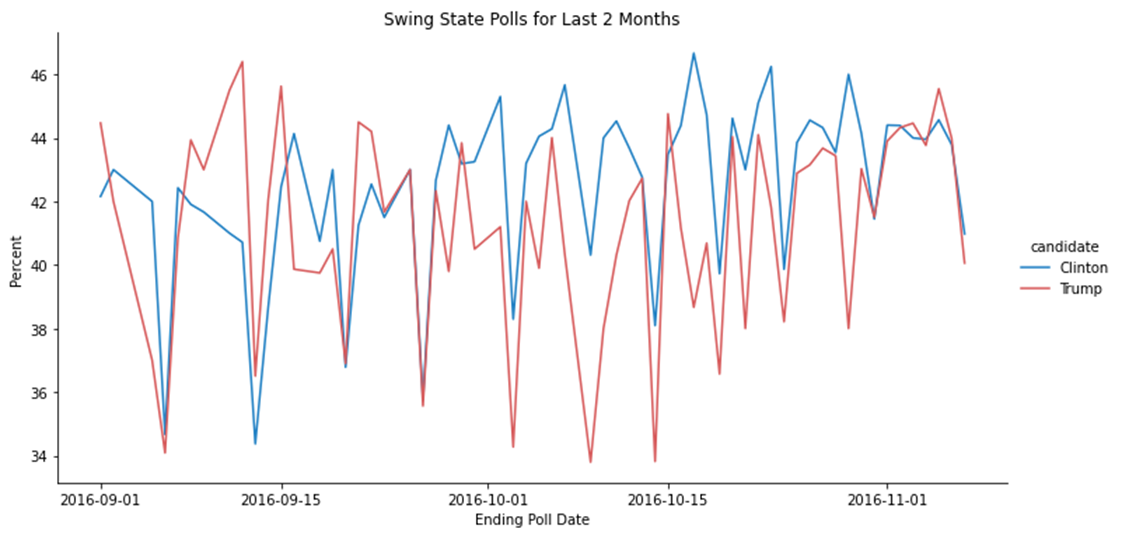 Swing State Polls for Last 2 Months
Percent
46
44
42
40
38
36
34
2016-09-01
2016-09-15
2016-10-01
2016-10-15
2016-11-01
Ending Poll Date
candidate
Clinton
Trump